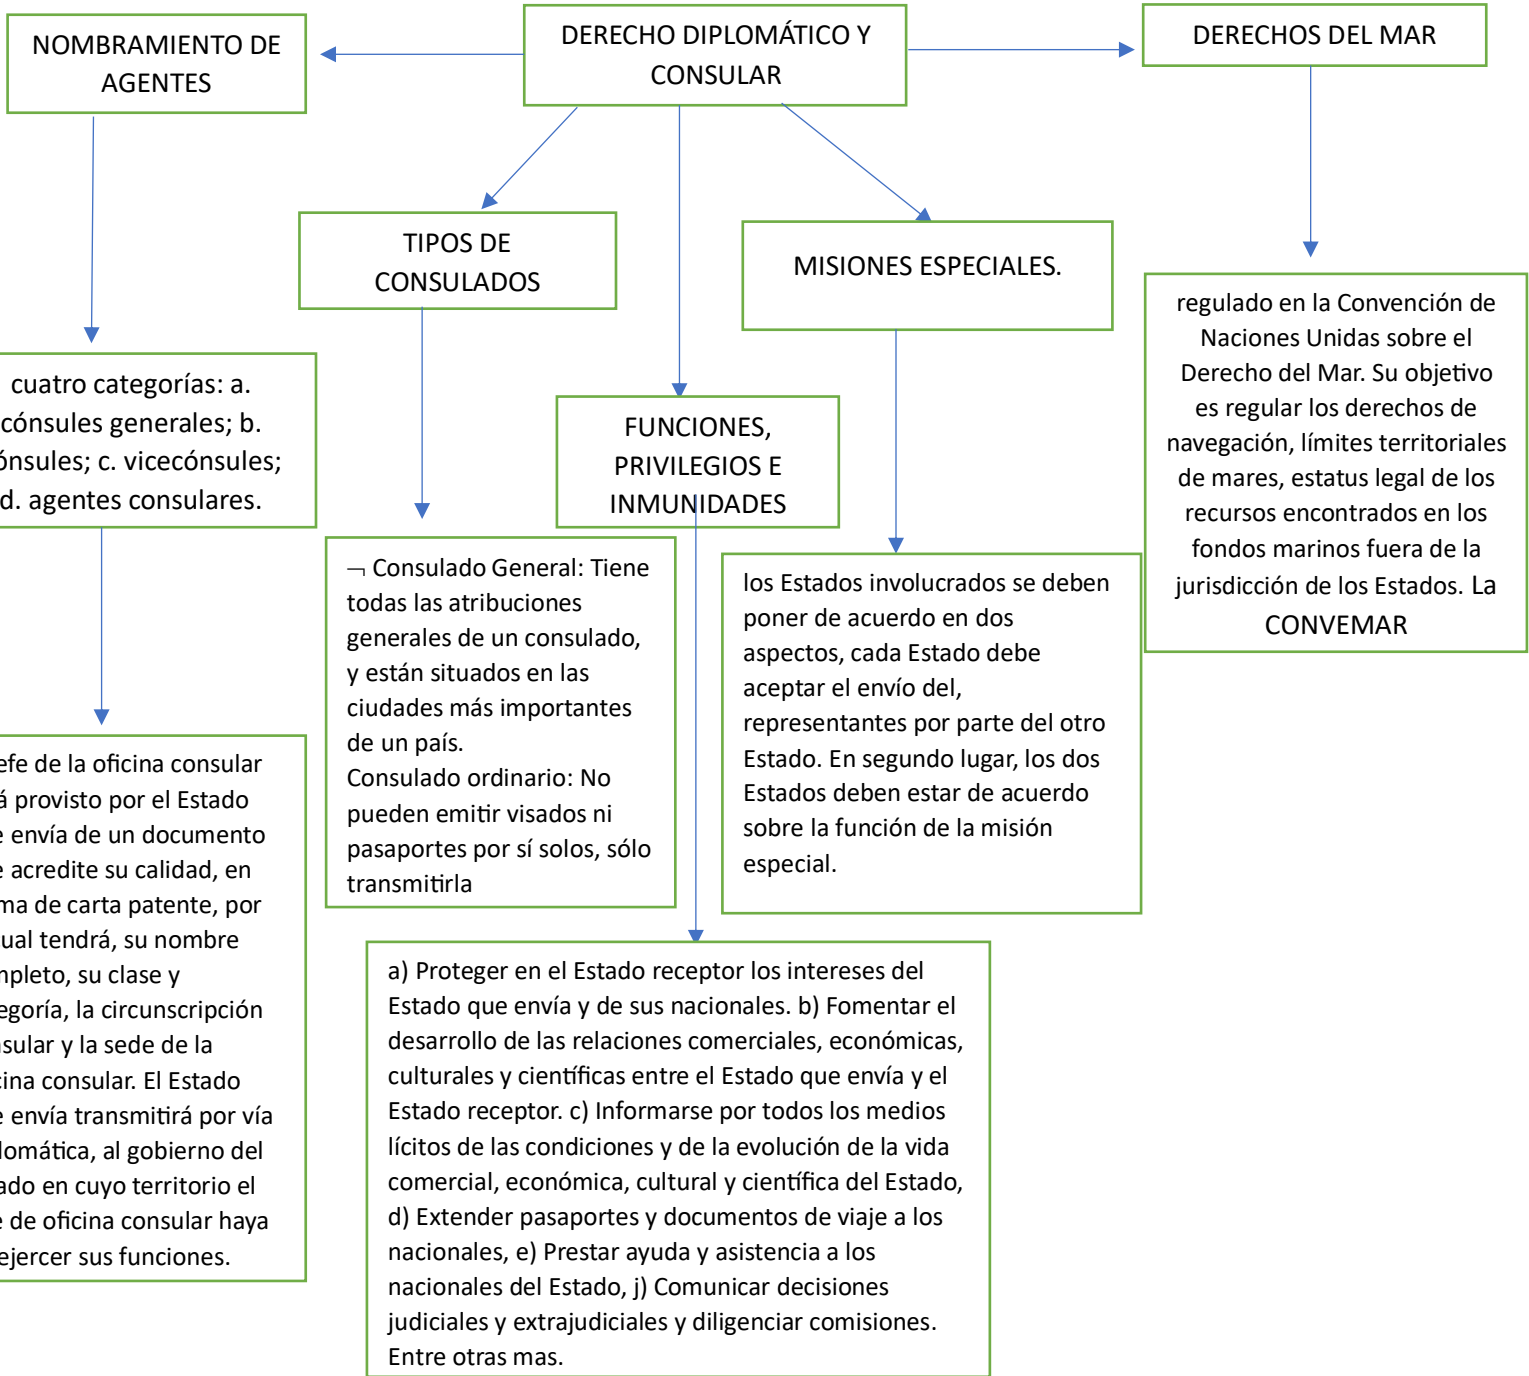 NOMBRAMIENTO DE
AGENTES
DERECHO DIPLOMÁTICO Y
CONSULAR
DERECHOS DEL MAR
TIPOS DE
CONSULADOS
MISIONES ESPECIALES.
regulado en la Convención de
Naciones Unidas sobre el
Derecho del Mar. Su objetivo
es regular los derechos de
navegación, límites territoriales
de mares, estatus legal de los
recursos encontrados en los
fondos marinos fuera de la
jurisdicción de los Estados. La
CONVEMAR
cuatro categorías: a.
cónsules generales; b.
ónsules; c. vicecónsules;
d. agentes consulares.
FUNCIONES,
PRIVILEGIOS E
INMUNIDADES
¬ Consulado General: Tiene
todas las atribuciones
generales de un consulado,
y están situados en las
ciudades más importantes
de un país.
Consulado ordinario: No
pueden emitir visados ni
pasaportes por sí solos, sólo
transmitirla
los Estados involucrados se deben
poner de acuerdo en dos
aspectos, cada Estado debe
aceptar el envío del,
representantes por parte del otro
Estado. En segundo lugar, los dos
Estados deben estar de acuerdo
sobre la función de la misión
especial.
efe de la oficina consular
á provisto por el Estado
e envía de un documento
e acredite su calidad, en
ma de carta patente, por
ual tendrá, su nombre
mpleto, su clase y
egoría, la circunscripción
nsular y la sede de la
cina consular. El Estado
e envía transmitirá por vía
lomática, al gobierno del
ado en cuyo territorio el
e de oficina consular haya
ejercer sus funciones.
a) Proteger en el Estado receptor los intereses del
Estado que envía y de sus nacionales. b) Fomentar el
desarrollo de las relaciones comerciales, económicas,
culturales y científicas entre el Estado que envía y el
Estado receptor. c) Informarse por todos los medios
lícitos de las condiciones y de la evolución de la vida
comercial, económica, cultural y científica del Estado,
d) Extender pasaportes y documentos de viaje a los
nacionales, e) Prestar ayuda y asistencia a los
nacionales del Estado, j) Comunicar decisiones
judiciales y extrajudiciales y diligenciar comisiones.
Entre otras mas.